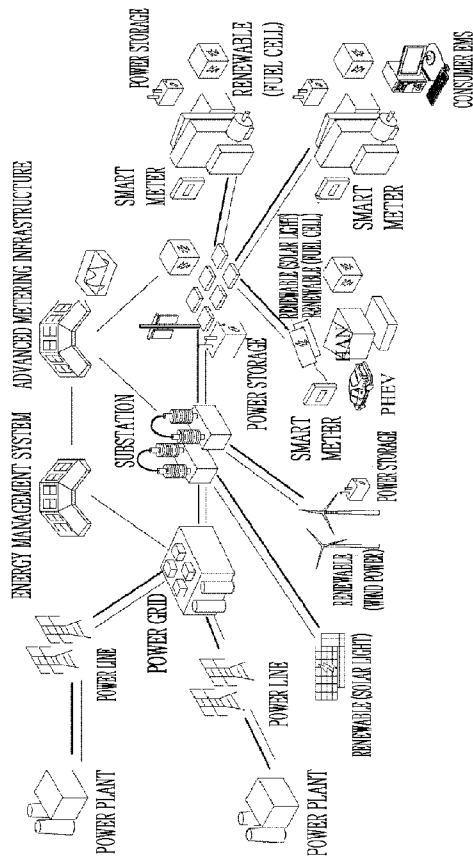 ENERGY MANAGEMENT SYSTEM
ADVANCED METERING INFRASTRUCTURE
POWER PLANT
POWER LINE
POWER GRID
SUBSTATION
SMART
METER
POWER STORAGE
RENEWABLE
(FUEL CELL)
POWER PLANT
POWER LINE
RENEWABLE (SOLAR LIGHT)
RENEWABLE
(WIND POWER)
POWER STORAGE
POWER STORAGE
SMART
METER
PHEV
HAN
RENEWABLE (SOLAR LIGHT)
RENEWABLE (FUEL CELL)
SMART
METER
CONSUMER EMS